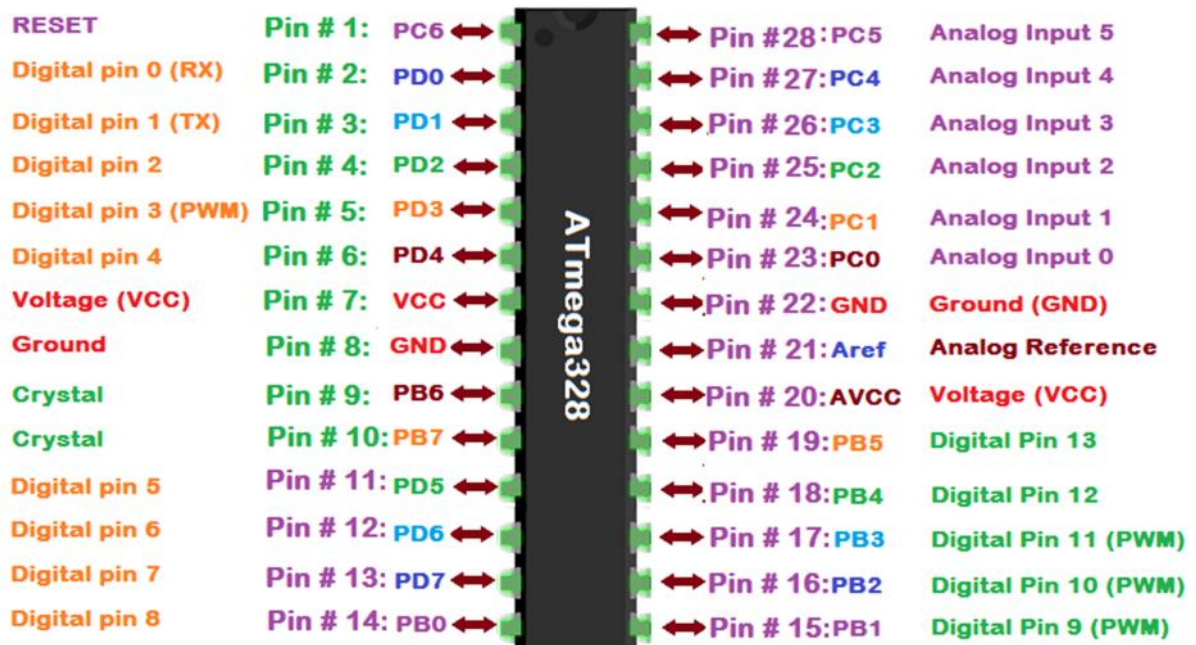 RESET Pin # 1: PC6 Pin #28:PC5 Analog Input 5
Digital pin 0 (RX) Pin # 2: PD0 Pin #27:PC4 Analog Input 4
Digital pin 1 (TX) Pin # 3: PD1 Pin # 26:PC3 Analog Input 3
Digital pin 2 Pin # 4: PD2 Pin # 25:PC2 Analog Input 2
Digital pin 3 (PWM) Pin # 5: PD3 Pin # 24:PC1 Analog Input 1
Digital pin 4 Pin # 6: PD4 Pin # 23:PC0 Analog Input 0
Voltage (VCC) Pin # 7: VCC Pin # 22:GND Ground (GND)
Ground Pin # 8: GND Pin # 21:Aref Analog Reference
Crystal Pin # 9: PB6 Pin # 20:AVCC Voltage (VCC)
Crystal Pin # 10:PB7 Pin # 19:PB5 Digital Pin 13
Digital pin 5 Pin # 11:PD5 Pin # 18:PB4 Digital Pin 12
Digital pin 6 Pin # 12:PD6 Pin # 17:PB3 Digital Pin 11 (PWM)
Digital pin 7 Pin # 13:PD7 Pin # 16:PB2 Digital Pin 10 (PWM)
Digital pin 8 Pin # 14:PB0 Pin # 15:PB1 Digital Pin 9 (PWM)
ATmega328